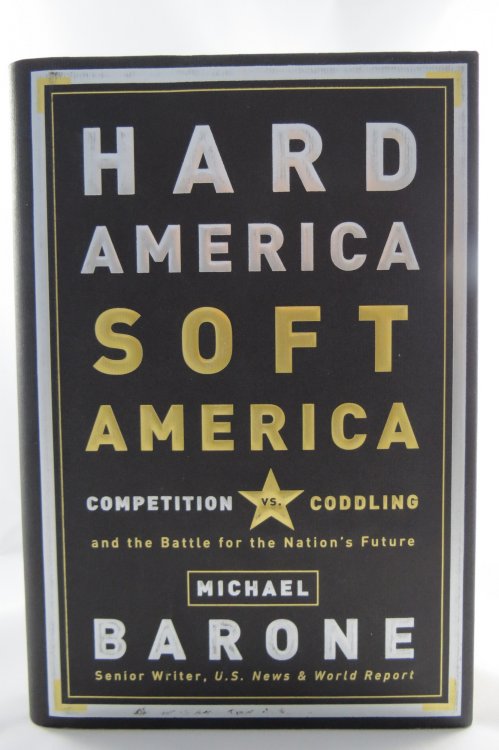 HARD
AMERICA
SOFT
AMERICA
COMPETITION VS. CODDLING
and the Battle for the Nation's Future
MICHAEL
BARONE
Senior Writer, U.S. News & World Report